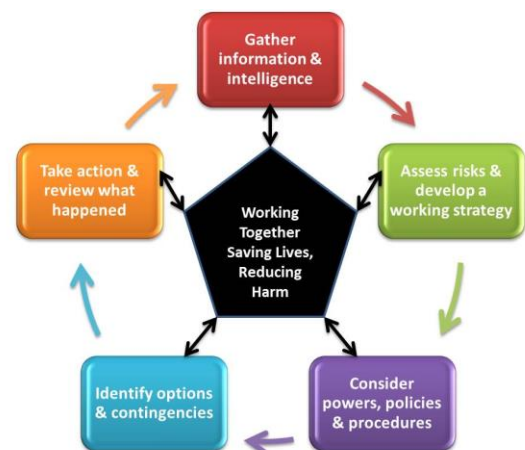 Gather
information &
intelligence
Assess risks &
develop a
working strategy
Consider
powers, policies
& procedures
Identify options
& contingencies
Take action &
review what
happened
Working
Together
Saving Lives,
Reducing
Harm